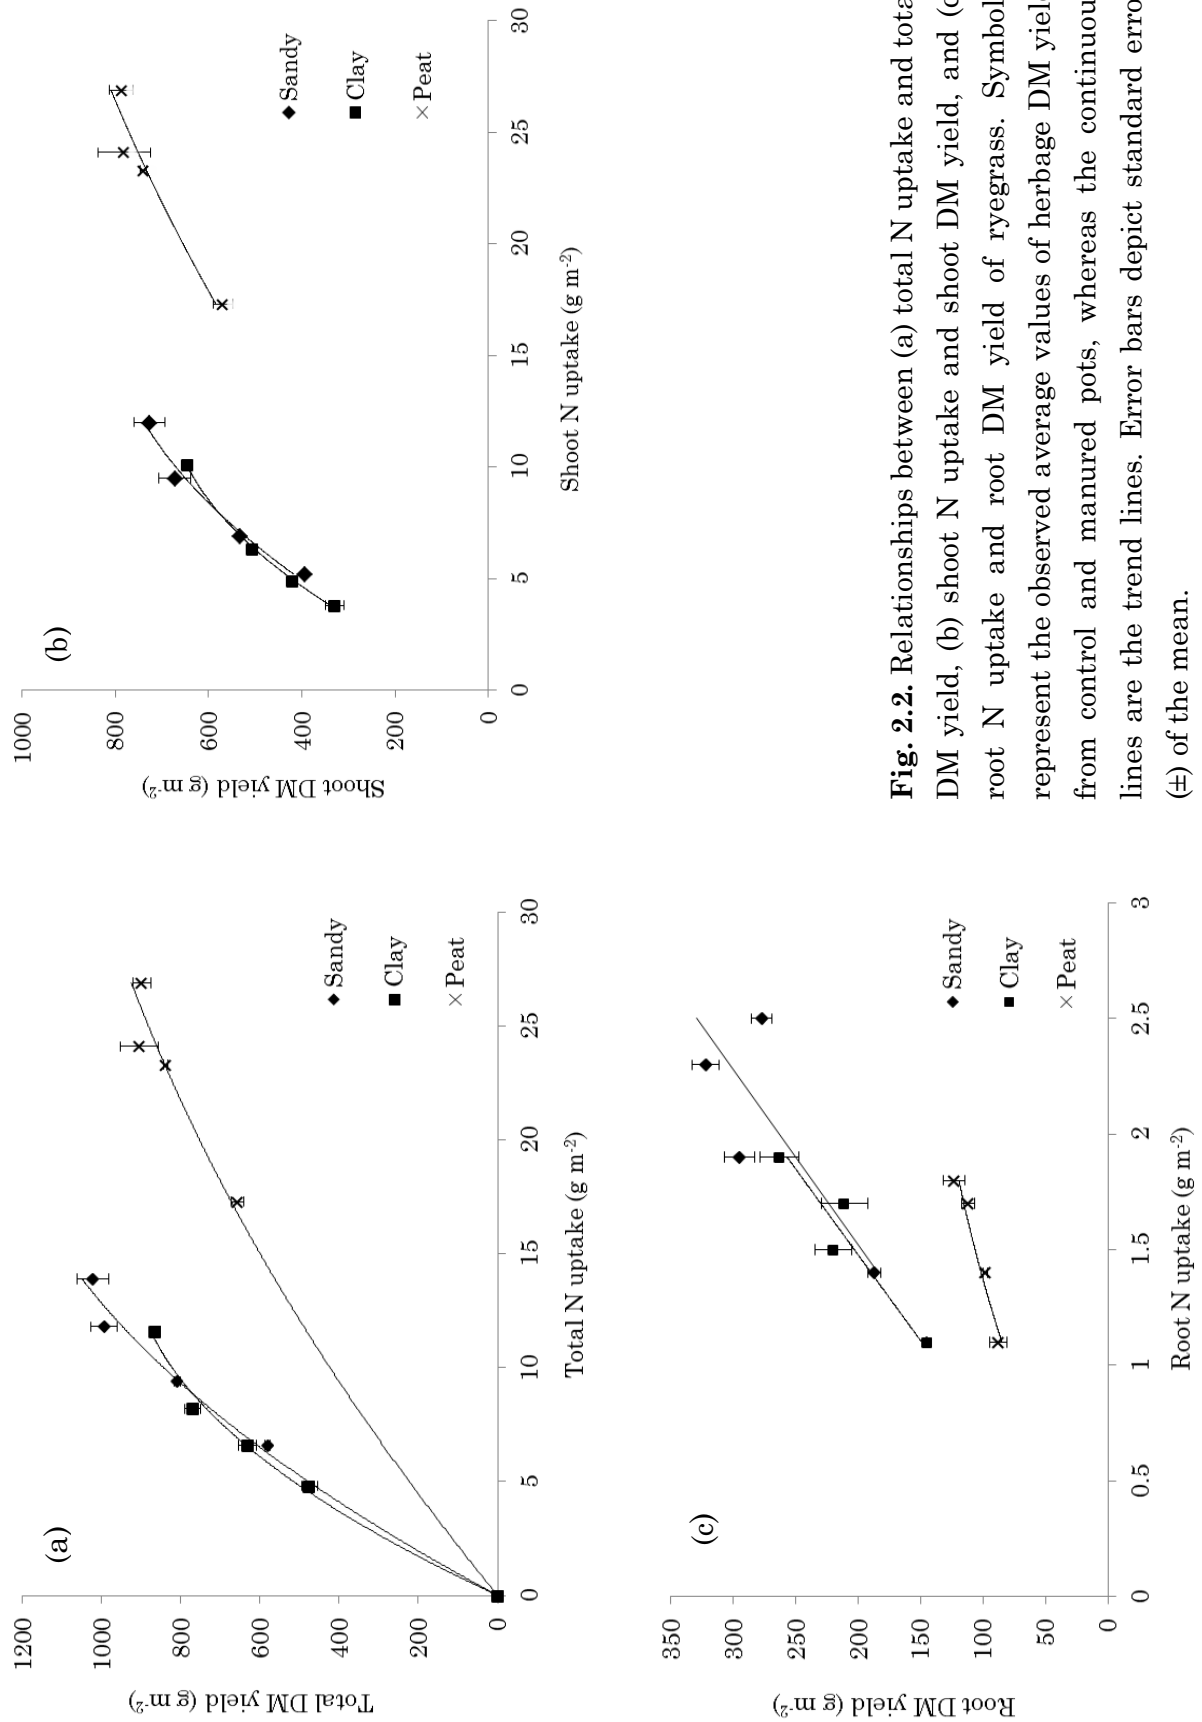 (a)
1200
1000
800
600
400
200
0
Total DM yield (g m-2)
0
5
10
15
20
25
30
Total N uptake (g m-2)
Sandy
Clay
Peat
(b)
1000
800
600
400
200
0
Shoot DM yield (g m-2)
0
5
10
15
20
25
30
Shoot N uptake (g m-2)
Sandy
Clay
Peat
(c)
350
300
250
200
150
100
50
0
Root DM yield (g m-2)
0
0.5
1
1.5
2
2.5
3
Root N uptake (g m-2)
Sandy
Clay
Peat
Fig. 2.2. Relationships between (a) total N uptake and
DM yield, (b) shoot N uptake and shoot DM yield, and
root N uptake and root DM yield of ryegrass.
represent the observed average values of herbage DM
from control and manured pots, whereas the
lines are the trend lines. Error bars depict standard
(±) of the mean.